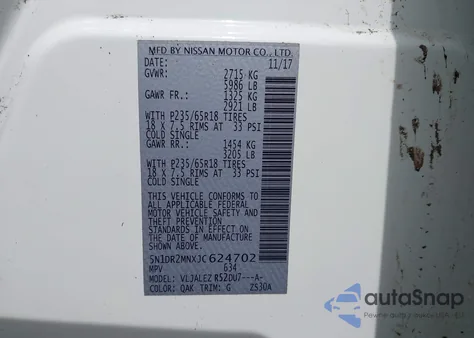 MFD BY NISSAN MOTOR CO., LTD.
DATE: 11/17
GVWR: 2715 KG
5986 LB
GAWR FR.: 1325 KG
2921 LB
WITH P235/65R18 TIRES
18 X 7.5 RIMS AT 33 PSI
COLD SINGLE
GAWR RR.: 1454 KG
3205 LB
WITH P235/65R18 TIRES
18 X 7.5 RIMS AT 33 PSI
COLD SINGLE
THIS VEHICLE CONFORMS TO ALL
APPLICABLE FEDERAL
MOTOR VEHICLE SAFETY AND THEFT
PREVENTION
STANDARDS IN EFFECT
ON THE DATE OF MANUFACTURE
SHOWN ABOVE.
5N1DR2MNXJC624702
MPV 634
MODEL: VLJALEZ R52DU7---A-
COLOR: QAK TRIM: G Z530A
autoSnap